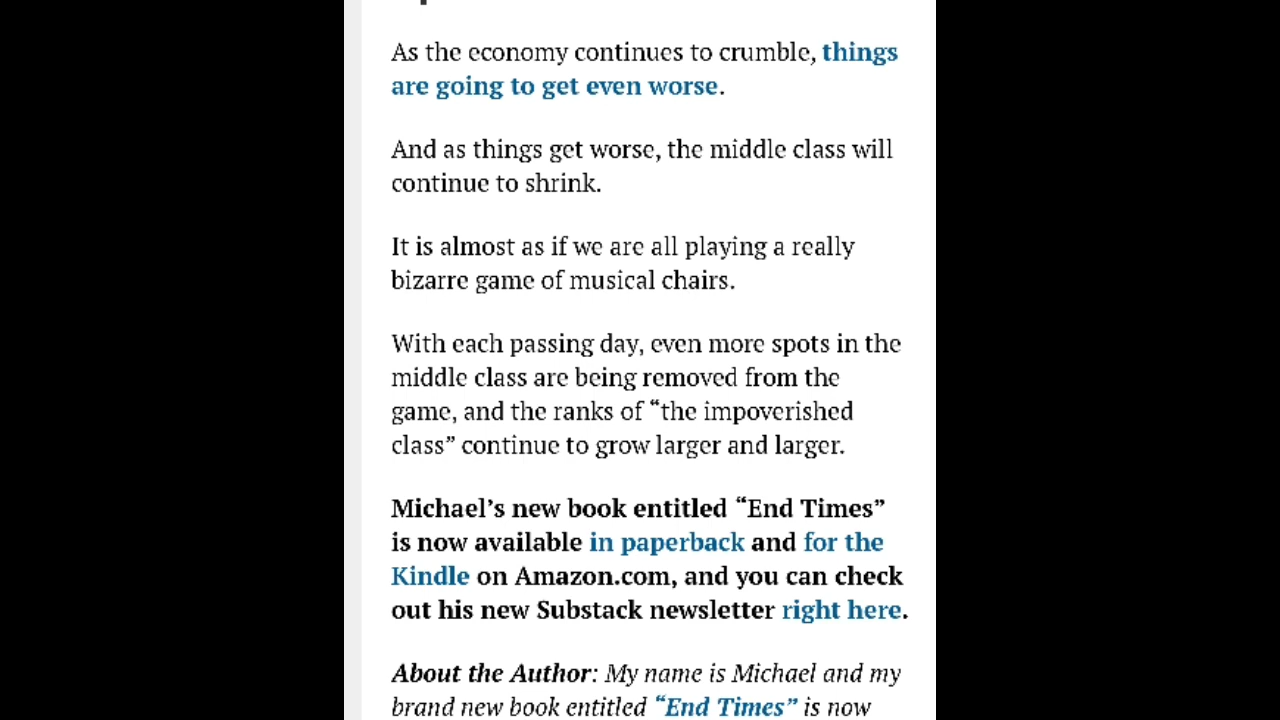 As the economy continues to crumble, things
are going to get even worse.
And as things get worse, the middle class will
continue to shrink.
It is almost as if we are all playing a really
bizarre game of musical chairs.
With each passing day, even more spots in the
middle class are being removed from the
game, and the ranks of “the impoverished
class” continue to grow larger and larger.
Michael’s new book entitled “End Times”
is now available in paperback and for the
Kindle on Amazon.com, and you can check
out his new Substack newsletter right here.
About the Author: My name is Michael and my
brand new book entitled “End Times” is now